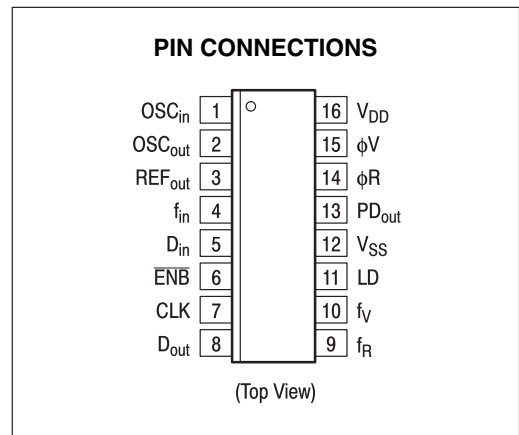 PIN CONNECTIONS
OSCin 1 16 VDD
OSCout 2 15 ϕV
REFout 3 14 ϕR
fin 4 13 PDout
Din 5 12 VSS
E̅N̅B̅ 6 11 LD
CLK 7 10 fV
Dout 8 9 fR
(Top View)